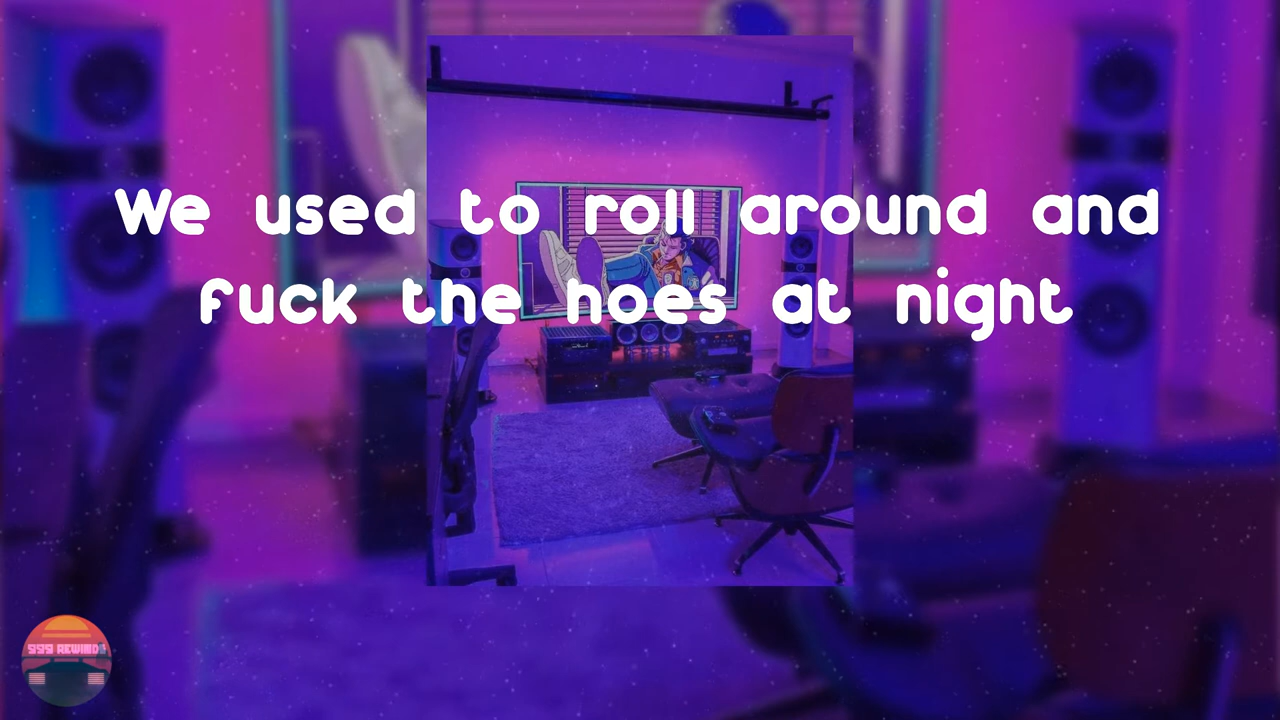 We used to roll around and
fuck the hoes at night
999 REWIND